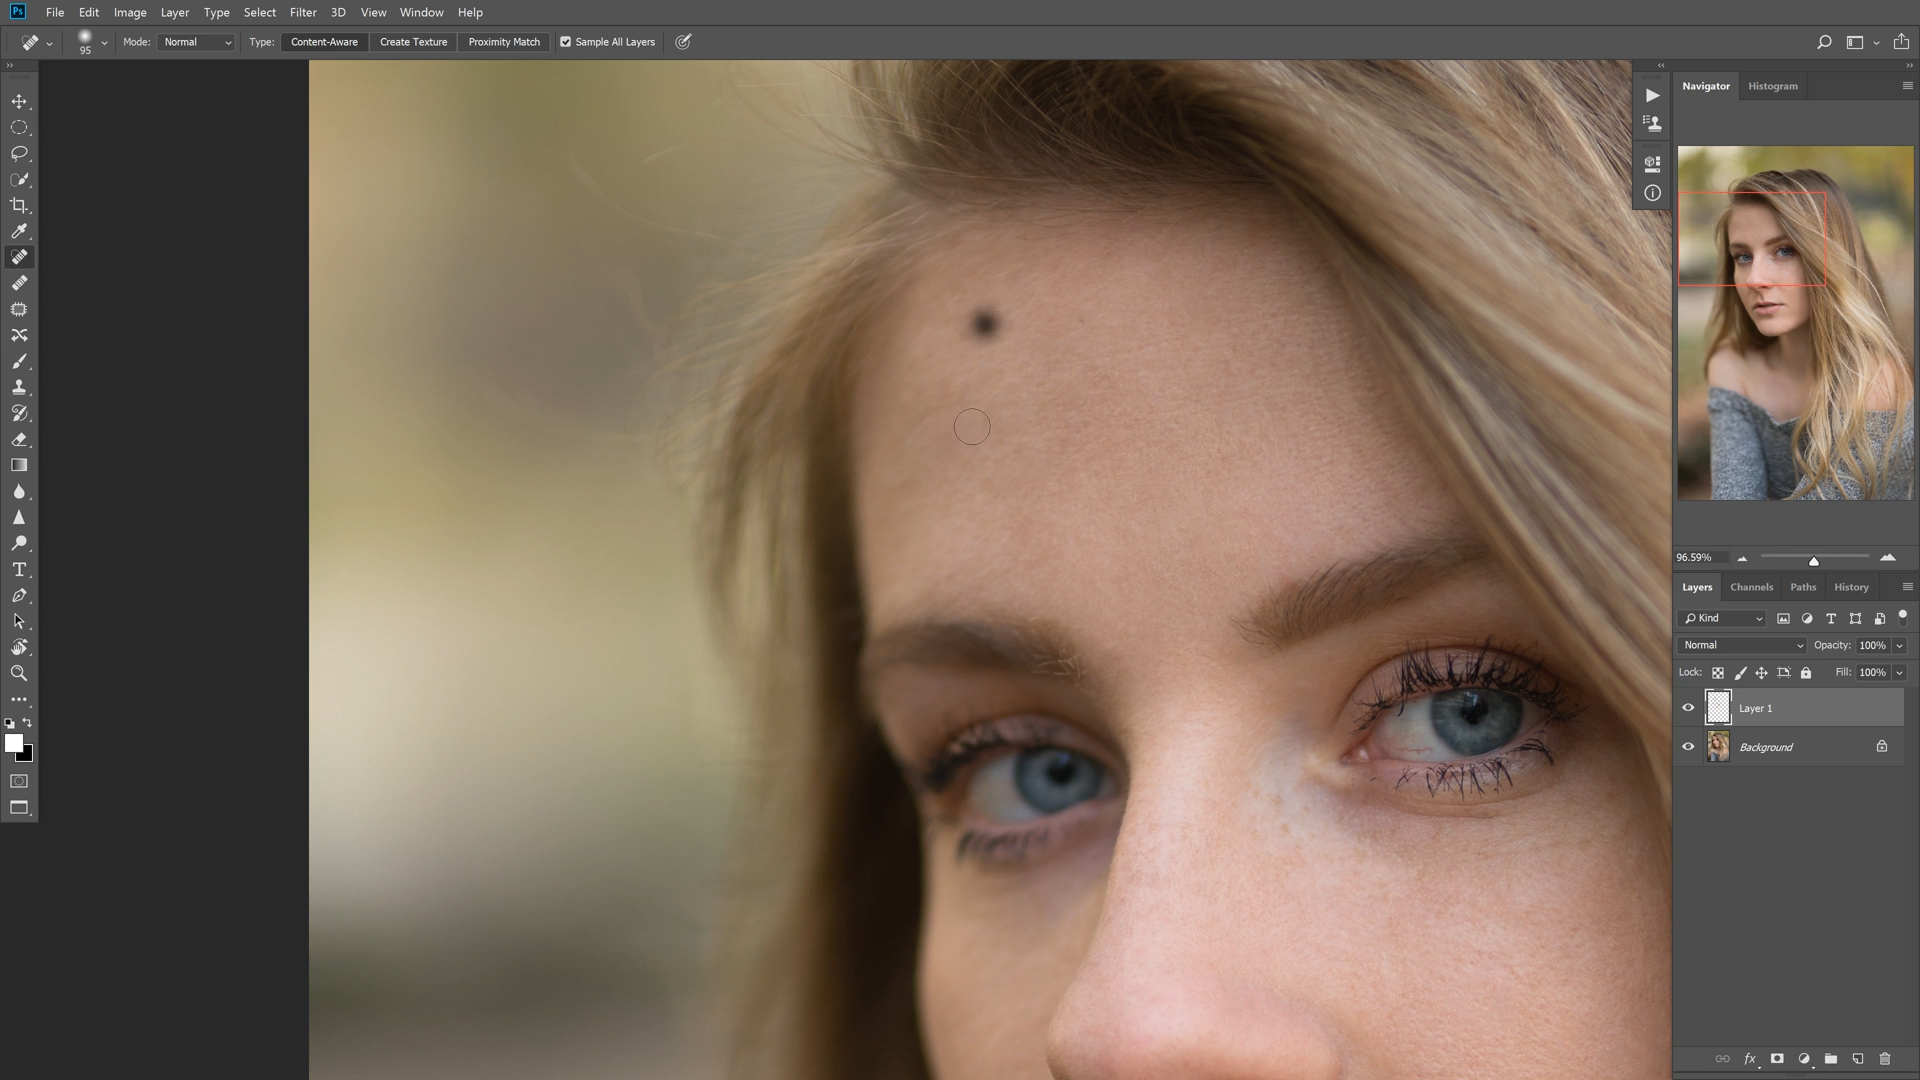 Ps File Edit Image Layer Type Select Filter 3D View Window Help
95 Mode: Normal Type: Content-Aware Create Texture Proximity Match Sample All Layers
Navigator Histogram
96.59%
Layers Channels Paths History
Kind
Normal Opacity: 100%
Lock: Fill: 100%
Layer 1
Background
fx